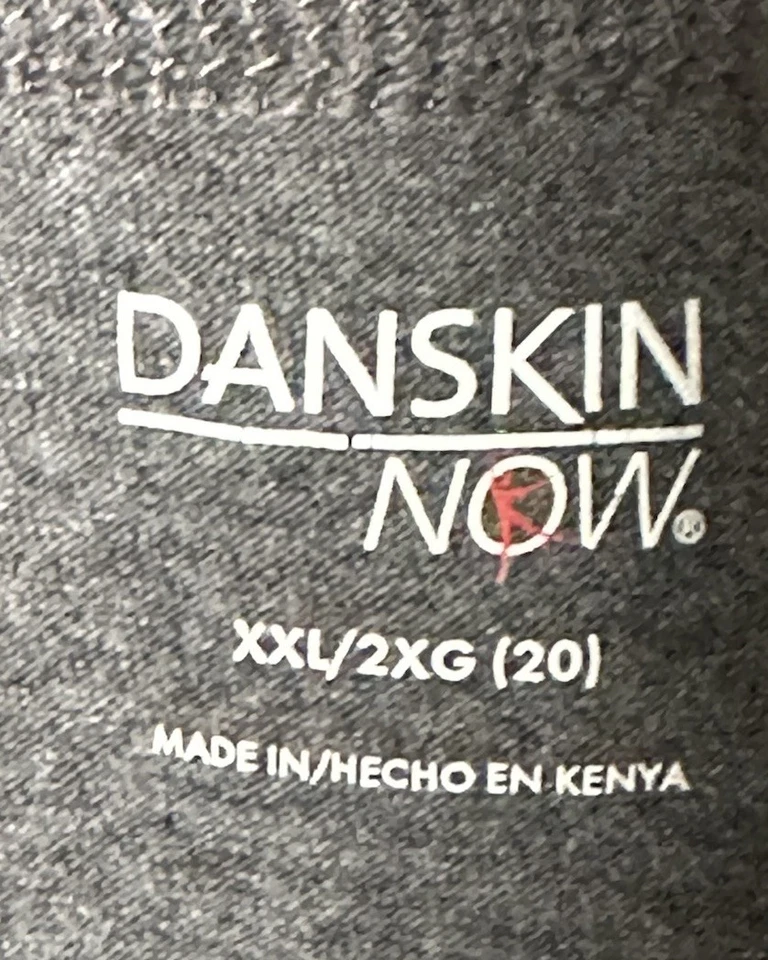 DANSKIN
NOW®
XXL/2XG (20)
MADE IN/HECHO EN KENYA